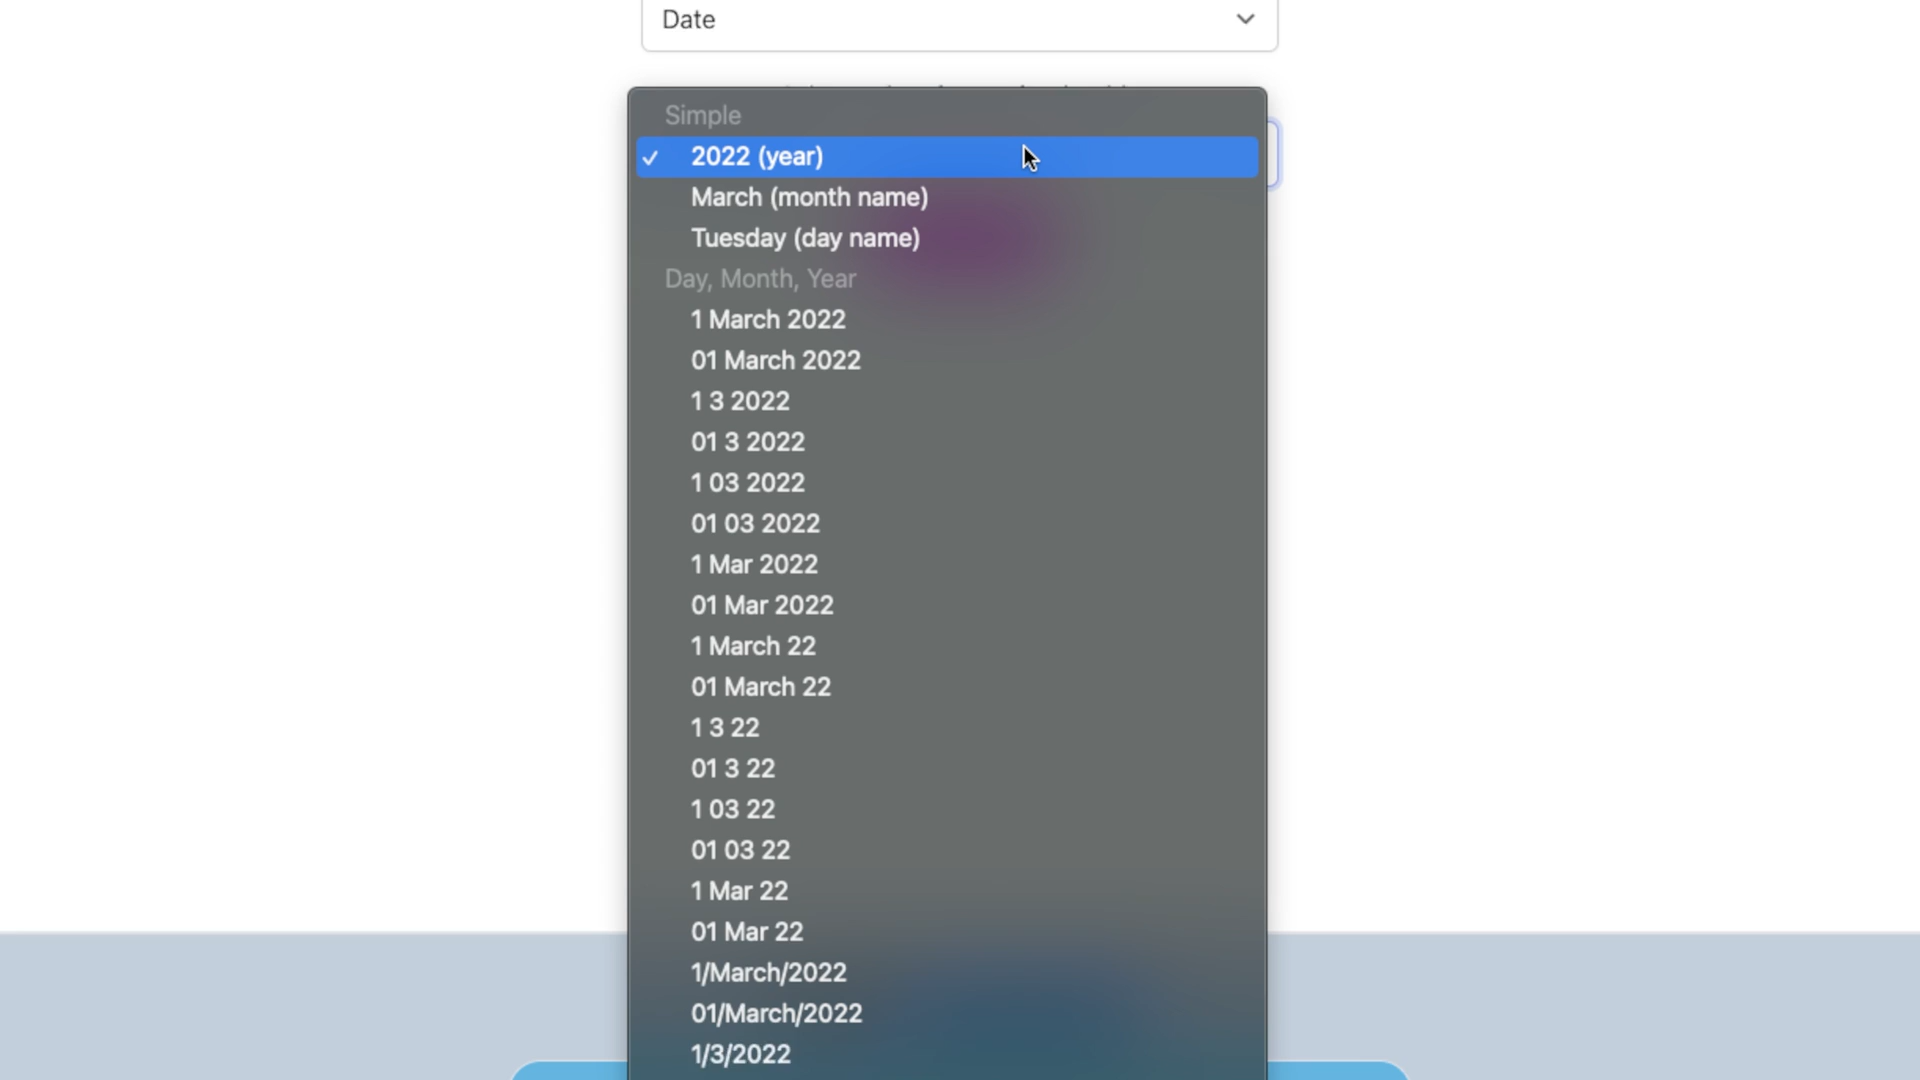 Date
Simple
✓ 2022 (year)
March (month name)
Tuesday (day name)
Day, Month, Year
1 March 2022
01 March 2022
1 3 2022
01 3 2022
1 03 2022
01 03 2022
1 Mar 2022
01 Mar 2022
1 March 22
01 March 22
1 3 22
01 3 22
1 03 22
01 03 22
1 Mar 22
01 Mar 22
1/March/2022
01/March/2022
1/3/2022